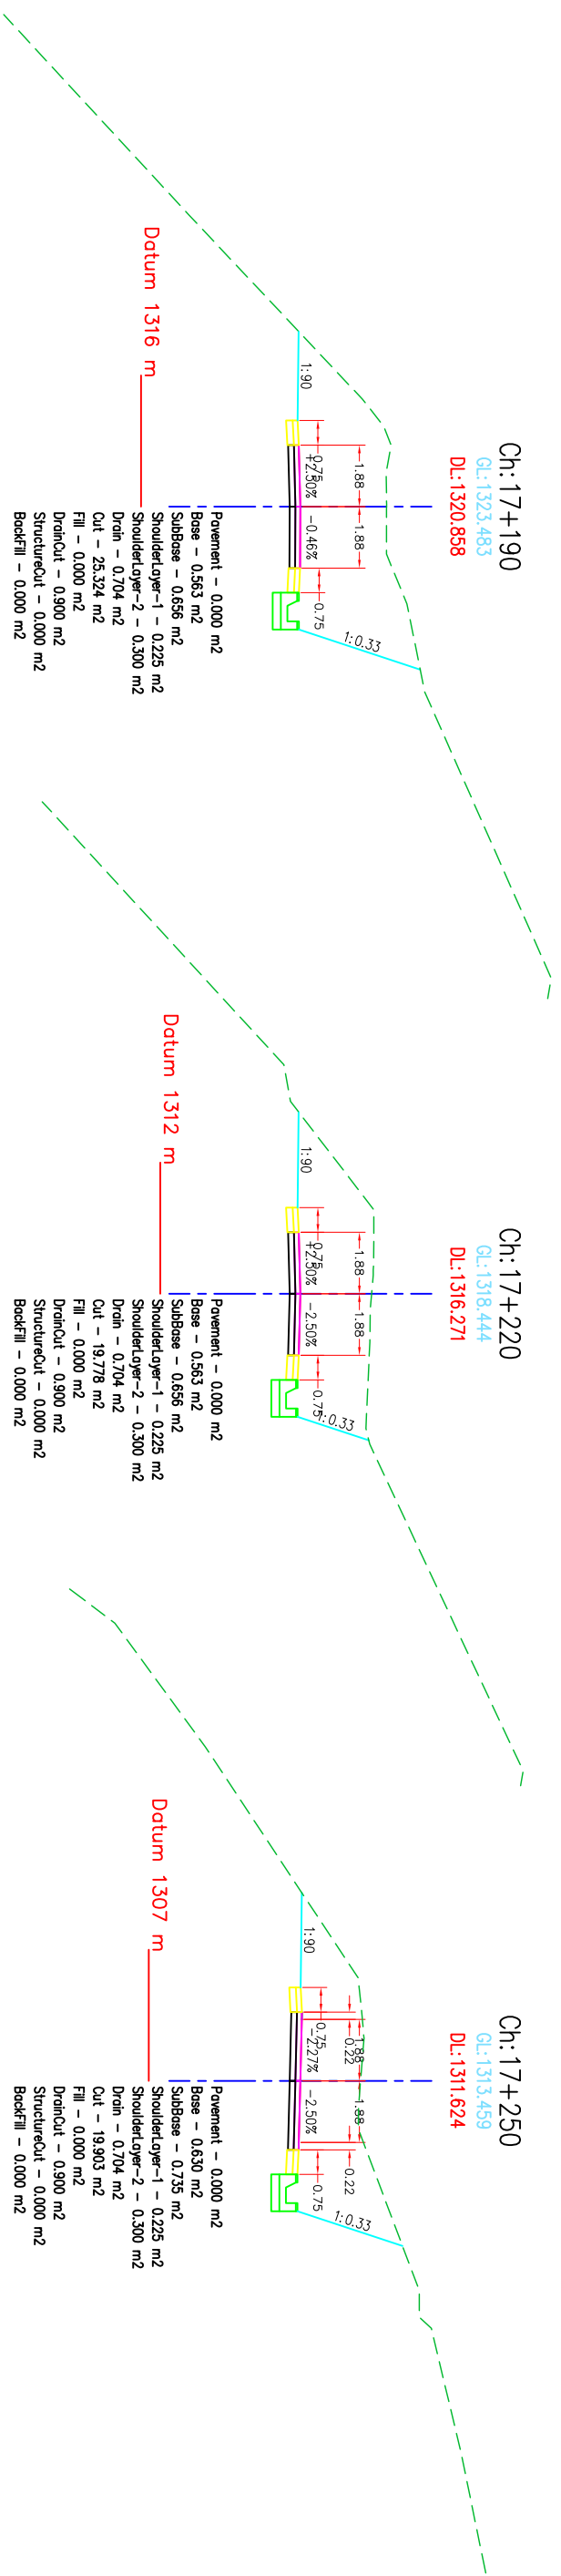 Ch:17+190
GL:1323.483
DL:1320.858
1.88
1.88
0.75
0.75
+2.50%
-0.46%
1:90
1:0.33
Datum 1316 m
Pavement - 0.000 m2
Base - 0.563 m2
SubBase - 0.656 m2
ShoulderLayer-1 - 0.225 m2
ShoulderLayer-2 - 0.300 m2
Drain - 0.704 m2
Cut - 25.324 m2
Fill - 0.000 m2
DrainCut - 0.900 m2
StructureCut - 0.000 m2
BackFill - 0.000 m2
Ch:17+220
GL:1318.444
DL:1316.271
1.88
1.88
0.75
0.75
+2.50%
-2.50%
1:90
1:0.33
Datum 1312 m
Pavement - 0.000 m2
Base - 0.563 m2
SubBase - 0.656 m2
ShoulderLayer-1 - 0.225 m2
ShoulderLayer-2 - 0.300 m2
Drain - 0.704 m2
Cut - 19.778 m2
Fill - 0.000 m2
DrainCut - 0.900 m2
StructureCut - 0.000 m2
BackFill - 0.000 m2
Ch:17+250
GL:1313.459
DL:1311.624
1.88
1.88
0.22
0.22
0.75
0.75
-2.27%
-2.50%
1:90
1:0.33
Datum 1307 m
Pavement - 0.000 m2
Base - 0.630 m2
SubBase - 0.735 m2
ShoulderLayer-1 - 0.225 m2
ShoulderLayer-2 - 0.300 m2
Drain - 0.704 m2
Cut - 19.903 m2
Fill - 0.000 m2
DrainCut - 0.900 m2
StructureCut - 0.000 m2
BackFill - 0.000 m2